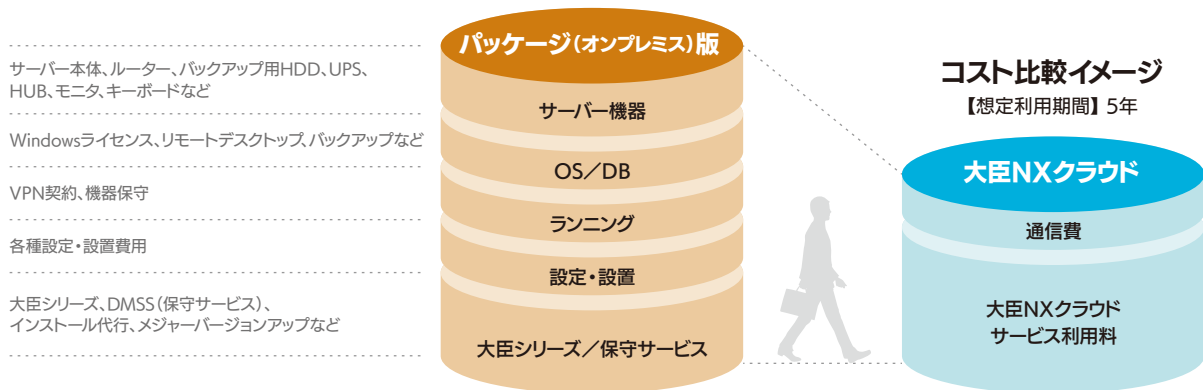 サーバー本体、ルーター、バックアップ用HDD、UPS、
HUB、モニタ、キーボードなど
Windowsライセンス、リモートデスクトップ、バックアップなど
VPN契約、機器保守
各種設定・設置費用
大臣シリーズ、DMSS（保守サービス）、
インストール代行、メジャーバージョンアップなど
パッケージ（オンプレミス）版
サーバー機器
OS／DB
ランニング
設定・設置
大臣シリーズ／保守サービス
コスト比較イメージ
【想定利用期間】5年
大臣NXクラウド
通信費
大臣NXクラウド
サービス利用料